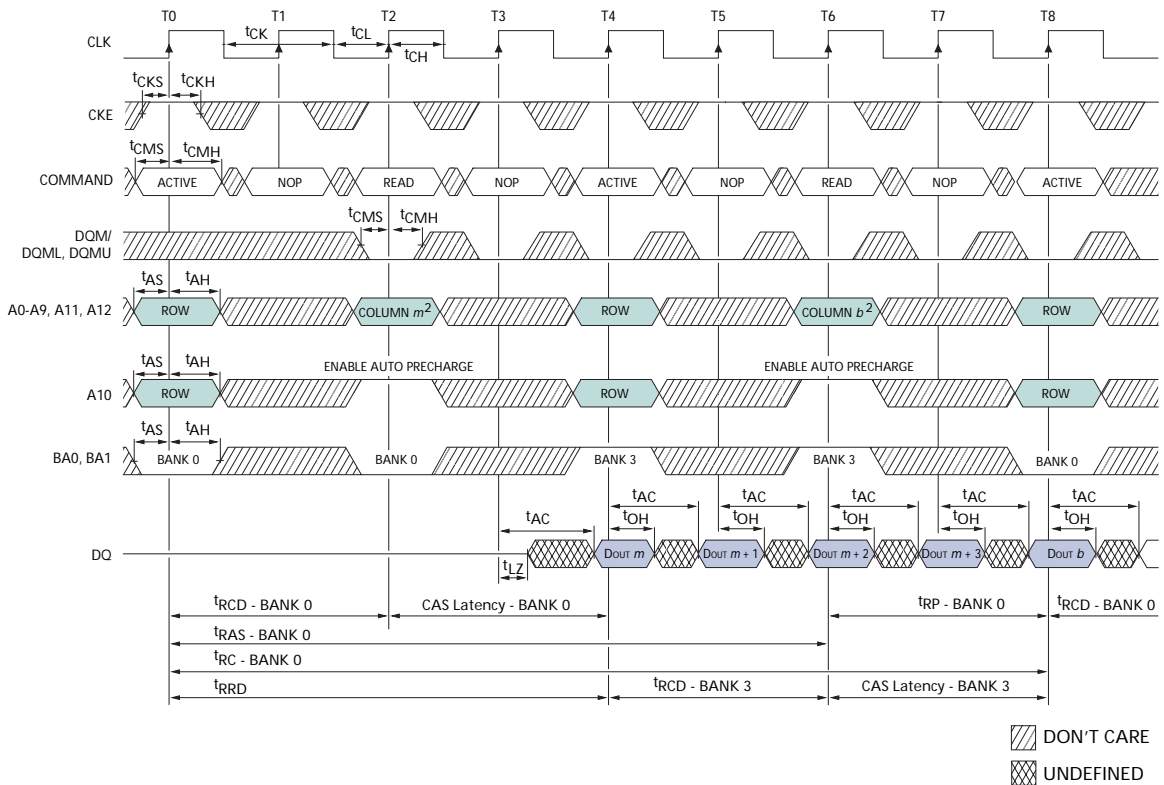 T0 T1 T2 T3 T4 T5 T6 T7 T8
CLK tCK tCL tCH
tCKS tCKH
CKE
tCMS tCMH
COMMAND ACTIVE NOP READ NOP ACTIVE NOP READ NOP ACTIVE
tCMS tCMH
DQM/
DQML, DQMU
tAS tAH
A0-A9, A11, A12 ROW COLUMN m2 ROW COLUMN b2 ROW
tAS tAH ENABLE AUTO PRECHARGE ENABLE AUTO PRECHARGE
A10 ROW ROW ROW
tAS tAH
BA0, BA1 BANK 0 BANK 0 BANK 3 BANK 3 BANK 0
tAC tAC tAC tAC tAC tAC
tOH tOH tOH tOH tOH
DQ DOUT m DOUT m + 1 DOUT m + 2 DOUT m + 3 DOUT b
tLZ
tRCD - BANK 0 CAS Latency - BANK 0 tRP - BANK 0 tRCD - BANK 0
tRAS - BANK 0
tRC - BANK 0
tRRD tRCD - BANK 3 CAS Latency - BANK 3
DON'T CARE
UNDEFINED